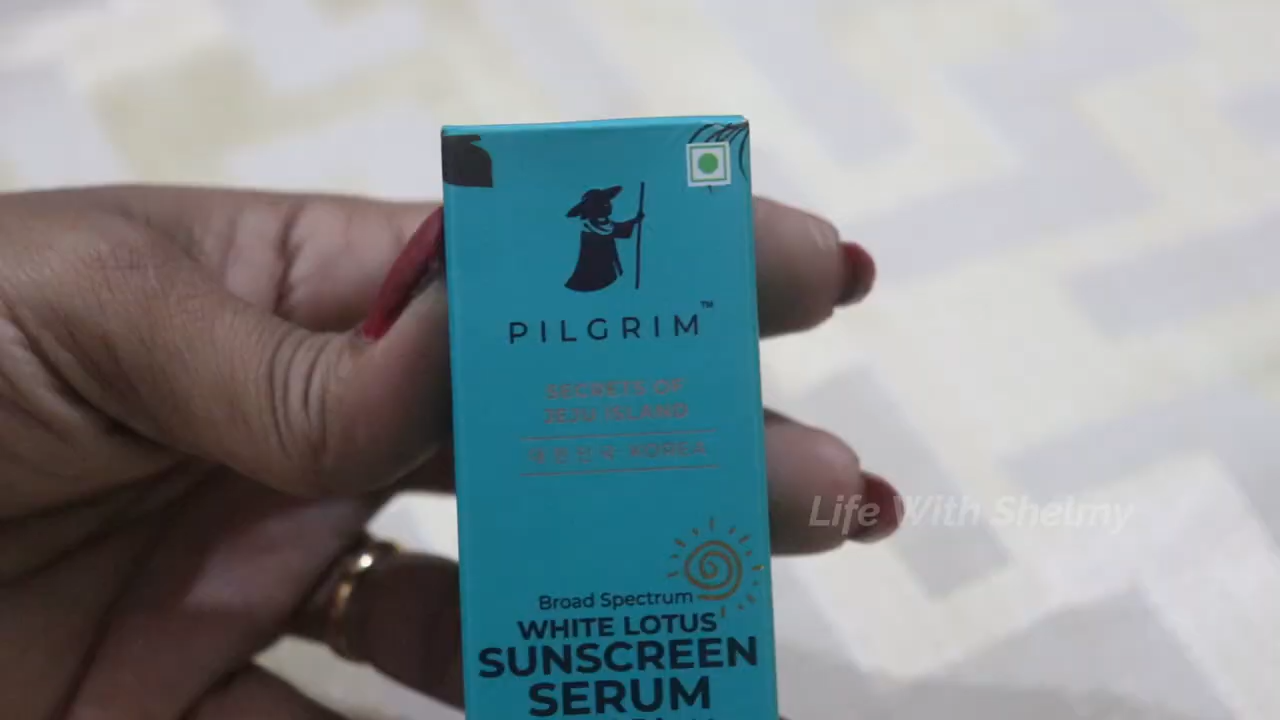 PILGRIM™
SECRETS OF
JEJU ISLAND
KOREA
Life With Shelmy
Broad Spectrum
WHITE LOTUS
SUNSCREEN
SERUM